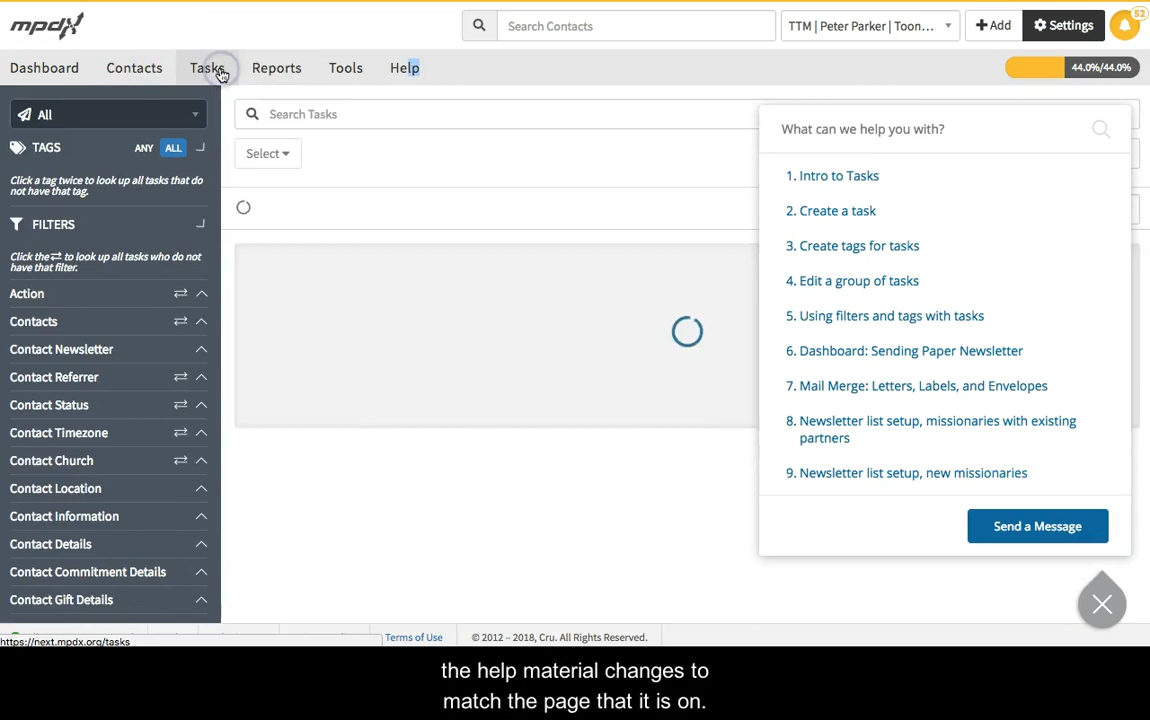 mpdx
Search Contacts
TTM | Peter Parker | Toon...
+ Add
Settings
52
Dashboard
Contacts
Tasks
Reports
Tools
Help
44.0%/44.0%
All
TAGS
ANY
ALL
Click a tag twice to look up all tasks that do
not have that tag.
FILTERS
Click the ⇄ to look up all tasks who do not
have that filter.
Action
Contacts
Contact Newsletter
Contact Referrer
Contact Status
Contact Timezone
Contact Church
Contact Location
Contact Information
Contact Details
Contact Commitment Details
Contact Gift Details
Search Tasks
Select
What can we help you with?
1. Intro to Tasks
2. Create a task
3. Create tags for tasks
4. Edit a group of tasks
5. Using filters and tags with tasks
6. Dashboard: Sending Paper Newsletter
7. Mail Merge: Letters, Labels, and Envelopes
8. Newsletter list setup, missionaries with existing
partners
9. Newsletter list setup, new missionaries
Send a Message
https://next.mpdx.org/tasks
Terms of Use
© 2012 – 2018, Cru. All Rights Reserved.
the help material changes to
match the page that it is on.